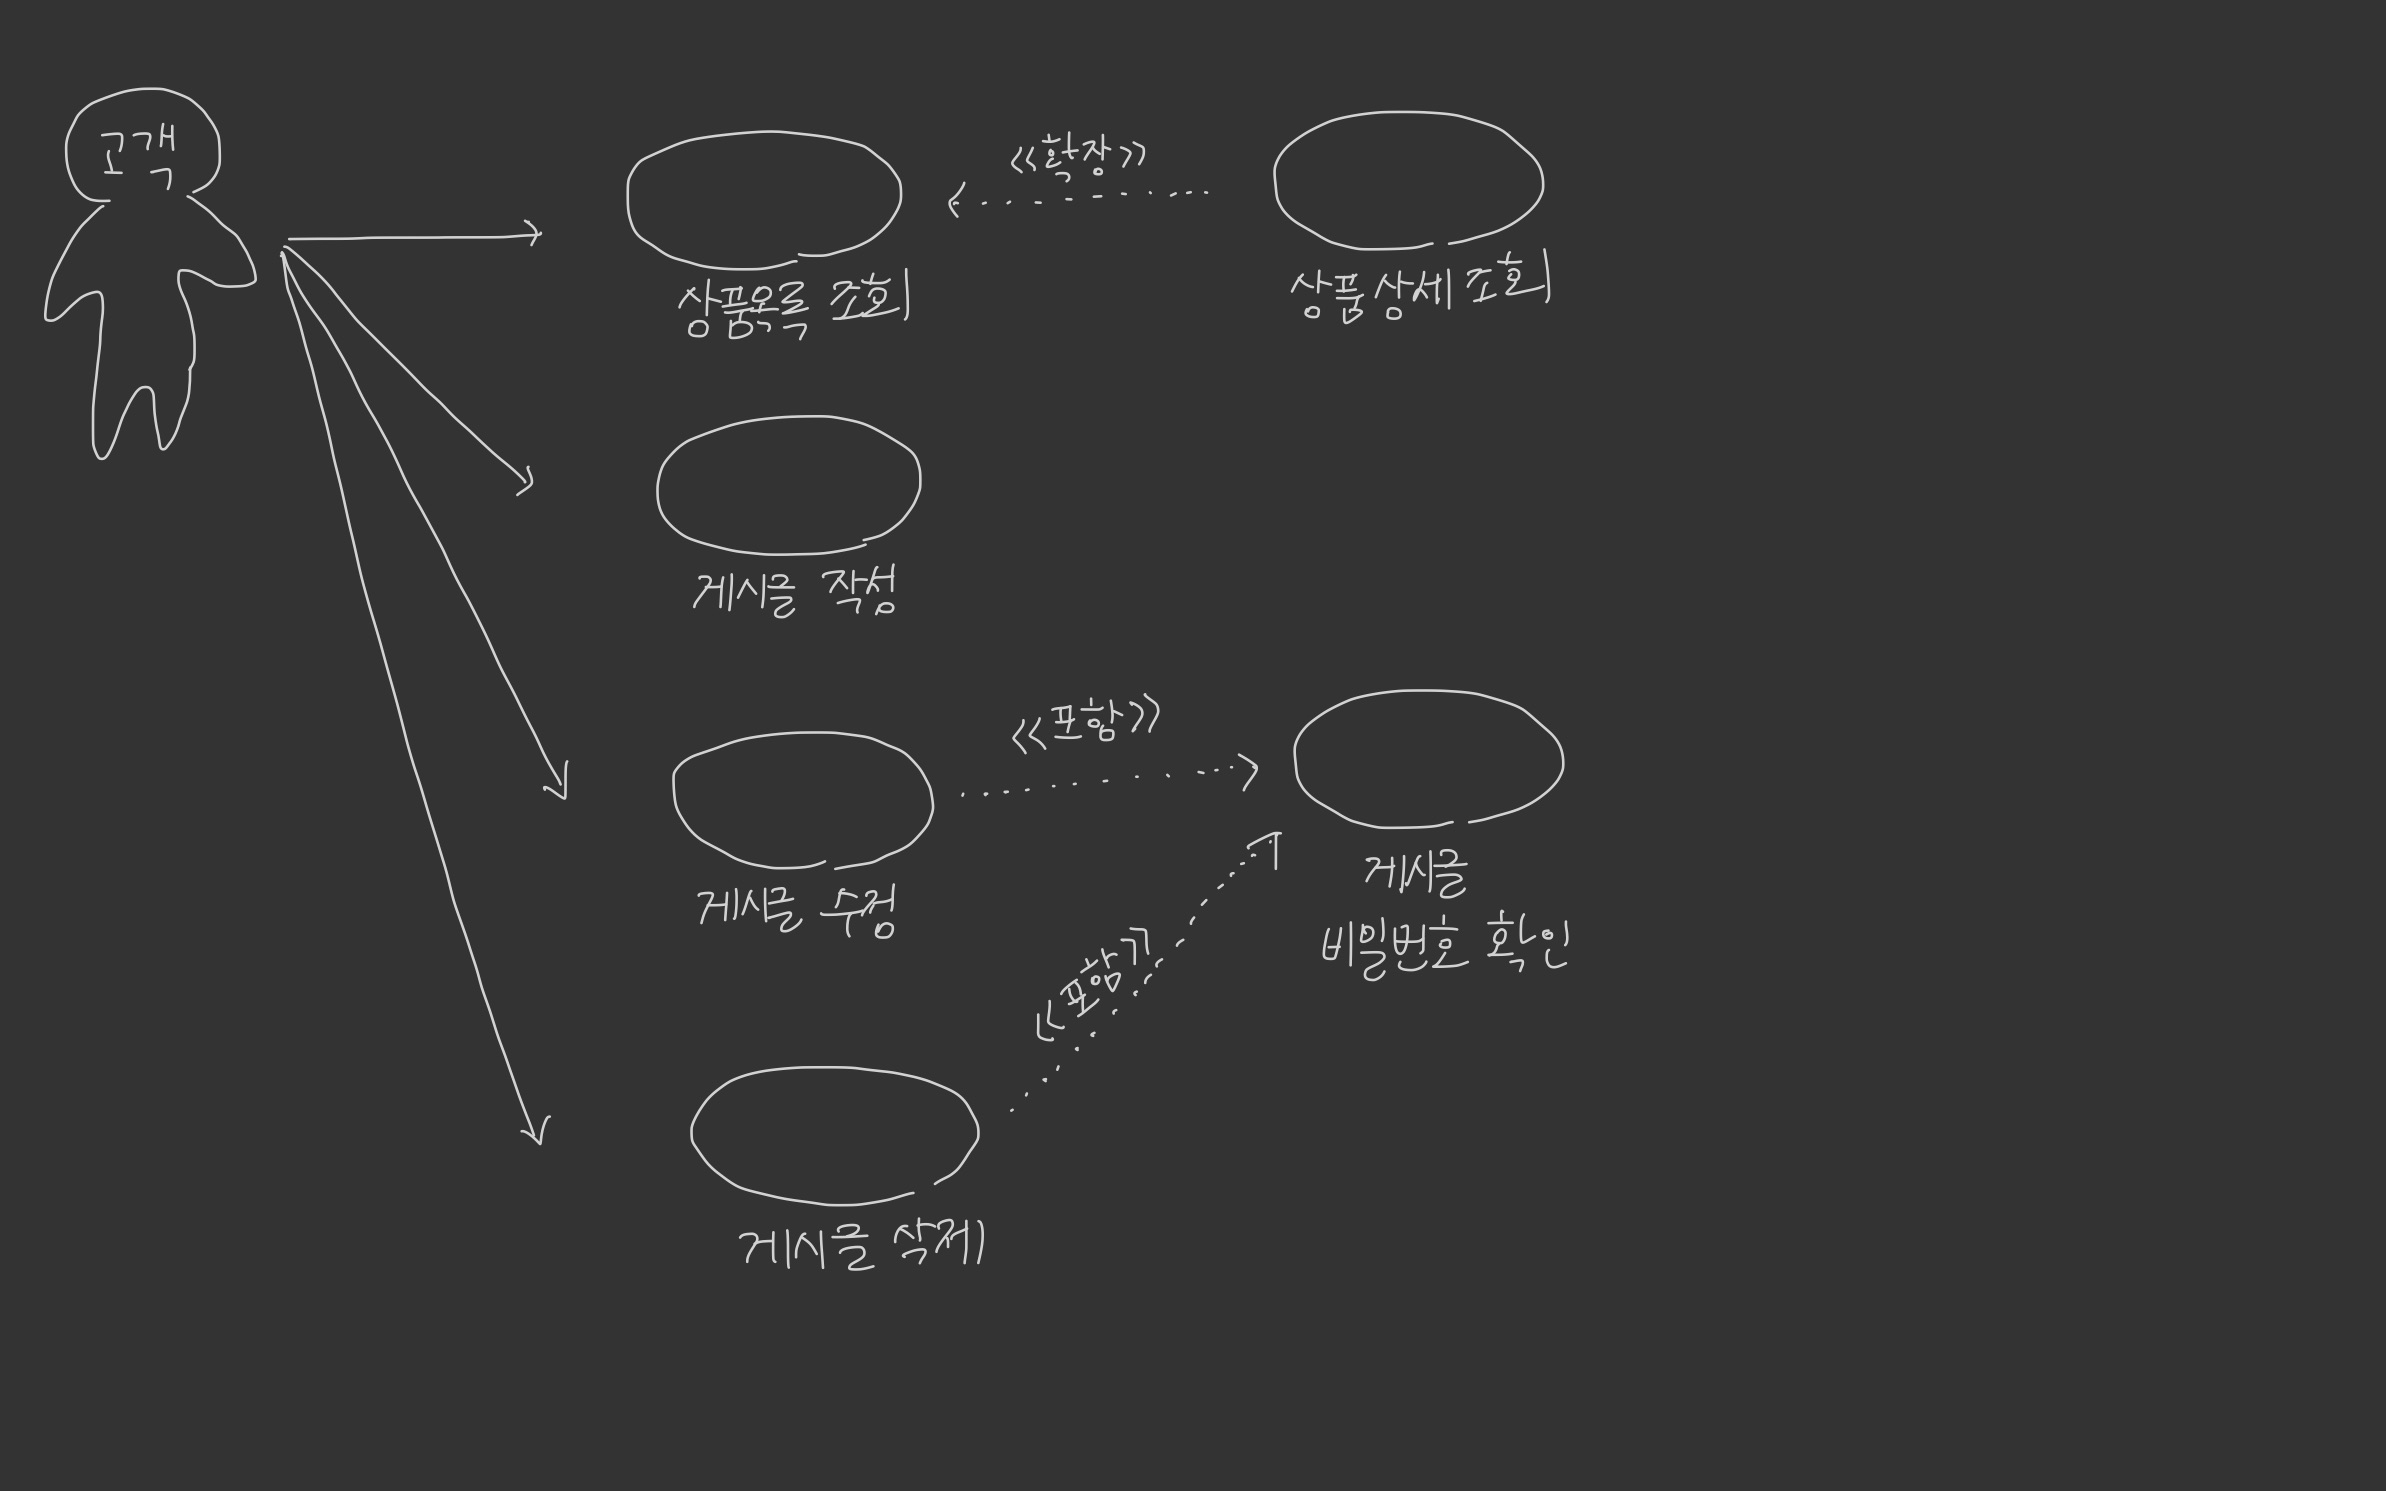 고객
<<확장>>
상품목록 조회
상품 상세 조회
게시글 작성
<<포함>>
게시글 수정
게시글
비밀번호 확인
<<포함>>
게시글 삭제